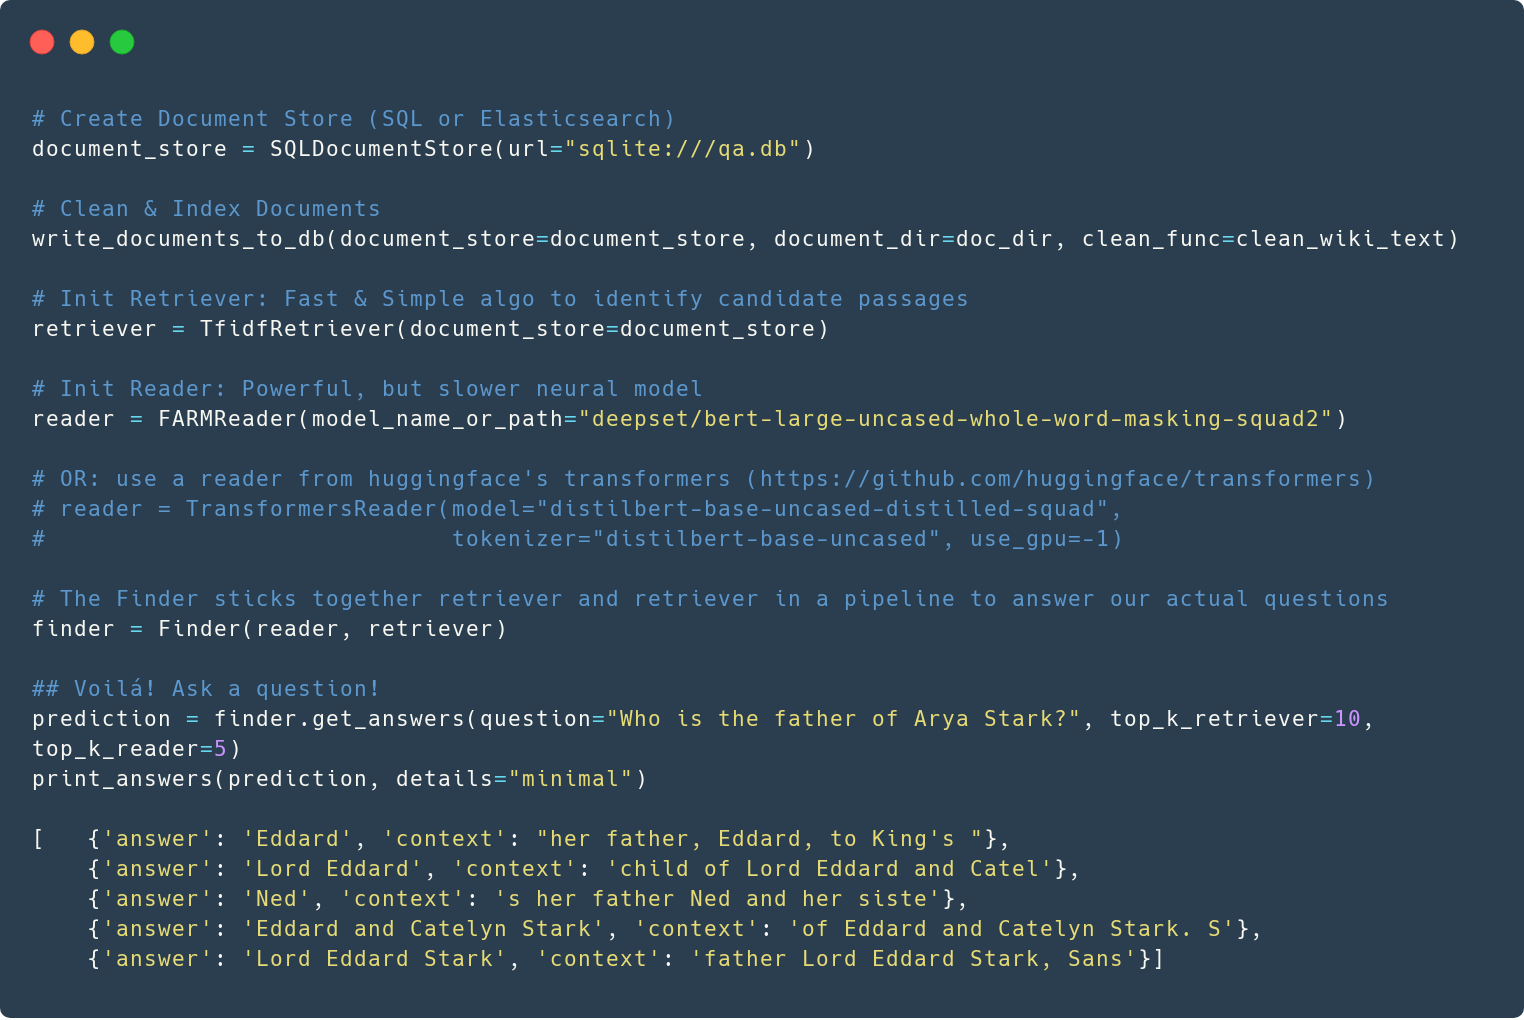 # Create Document Store (SQL or Elasticsearch)
document_store = SQLDocumentStore(url="sqlite:///qa.db")

# Clean & Index Documents
write_documents_to_db(document_store=document_store, document_dir=doc_dir, clean_func=clean_wiki_text)

# Init Retriever: Fast & Simple algo to identify candidate passages
retriever = TfidfRetriever(document_store=document_store)

# Init Reader: Powerful, but slower neural model
reader = FARMReader(model_name_or_path="deepset/bert-large-uncased-whole-word-masking-squad2")

# OR: use a reader from huggingface's transformers (https://github.com/huggingface/transformers)
# reader = TransformersReader(model="distilbert-base-uncased-distilled-squad",
#                             tokenizer="distilbert-base-uncased", use_gpu=-1)

# The Finder sticks together retriever and retriever in a pipeline to answer our actual questions
finder = Finder(reader, retriever)

## Voilá! Ask a question!
prediction = finder.get_answers(question="Who is the father of Arya Stark?", top_k_retriever=10,
top_k_reader=5)
print_answers(prediction, details="minimal")

[   {'answer': 'Eddard', 'context': "her father, Eddard, to King's "},
    {'answer': 'Lord Eddard', 'context': 'child of Lord Eddard and Catel'},
    {'answer': 'Ned', 'context': 's her father Ned and her siste'},
    {'answer': 'Eddard and Catelyn Stark', 'context': 'of Eddard and Catelyn Stark. S'},
    {'answer': 'Lord Eddard Stark', 'context': 'father Lord Eddard Stark, Sans'}]